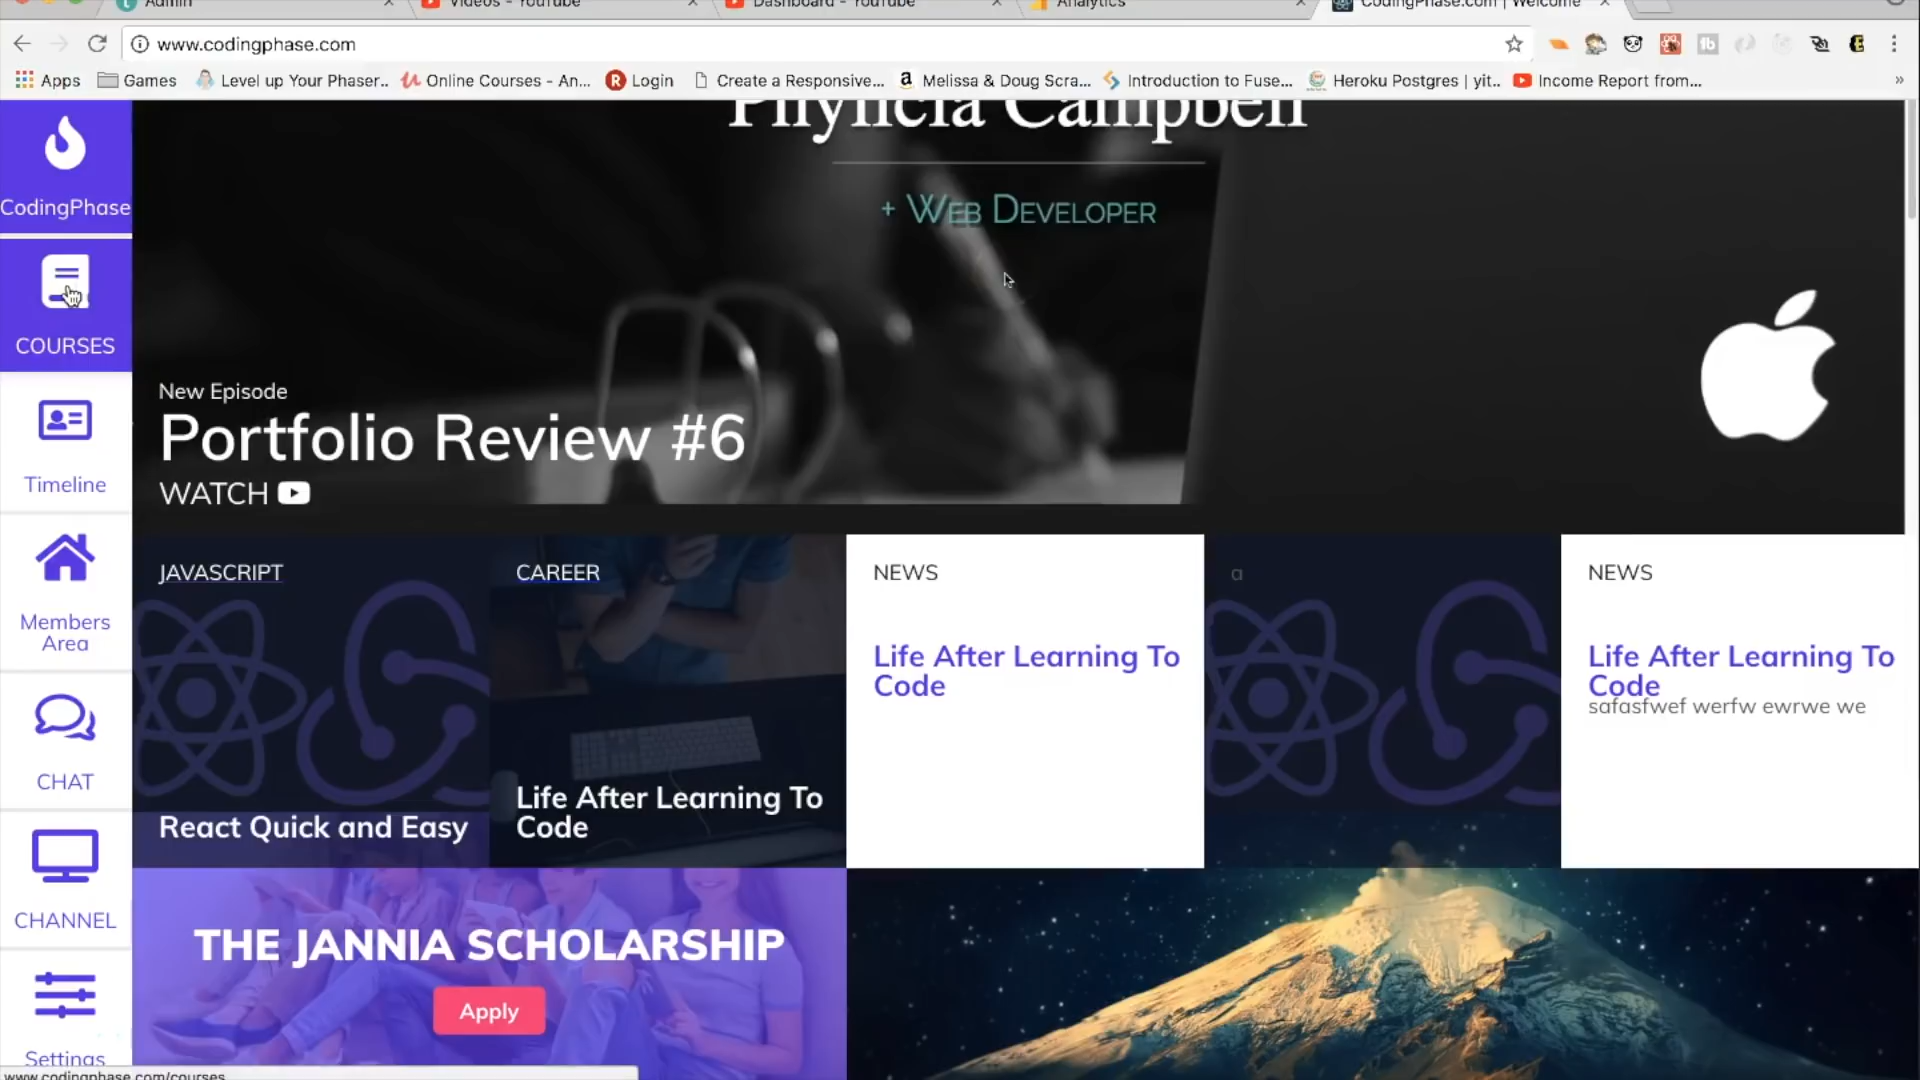 Admin
Videos - YouTube
Dashboard - YouTube
Analytics
CodingPhase.com | Welcome
www.codingphase.com
Apps
Games
Level up Your Phaser..
Online Courses - An...
Login
Create a Responsive...
Melissa & Doug Scra...
Introduction to Fuse...
Heroku Postgres | yit..
Income Report from...
»
CodingPhase
COURSES
Timeline
Members
Area
CHAT
CHANNEL
Settings
Phyllicia Campbell
+ WEB DEVELOPER
New Episode
Portfolio Review #6
WATCH
JAVASCRIPT
React Quick and Easy
CAREER
Life After Learning To
Code
NEWS
Life After Learning To
Code
a
NEWS
Life After Learning To
Code
safasfwef werfw ewrwe we
THE JANNIA SCHOLARSHIP
Apply
www.codingphase.com/courses